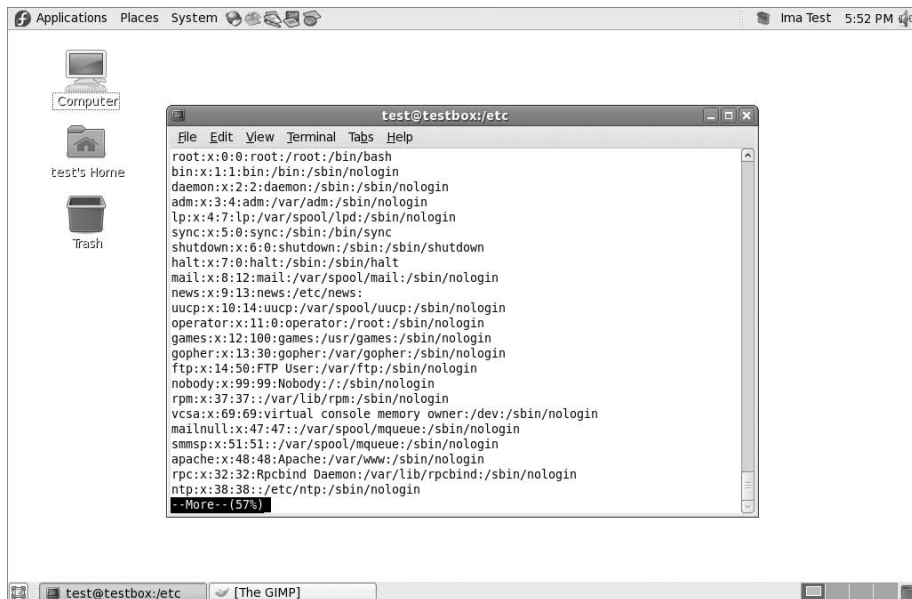 Applications Places System Ima Test 5:52 PM
Computer
test's Home
Trash
test@testbox:/etc
File Edit View Terminal Tabs Help
root:x:0:0:root:/root:/bin/bash
bin:x:1:1:bin:/bin:/sbin/nologin
daemon:x:2:2:daemon:/sbin:/sbin/nologin
adm:x:3:4:adm:/var/adm:/sbin/nologin
lp:x:4:7:lp:/var/spool/lpd:/sbin/nologin
sync:x:5:0:sync:/sbin:/bin/sync
shutdown:x:6:0:shutdown:/sbin:/sbin/shutdown
halt:x:7:0:halt:/sbin:/sbin/halt
mail:x:8:12:mail:/var/spool/mail:/sbin/nologin
news:x:9:13:news:/etc/news:
uucp:x:10:14:uucp:/var/spool/uucp:/sbin/nologin
operator:x:11:0:operator:/root:/sbin/nologin
games:x:12:100:games:/usr/games:/sbin/nologin
gopher:x:13:30:gopher:/var/gopher:/sbin/nologin
ftp:x:14:50:FTP User:/var/ftp:/sbin/nologin
nobody:x:99:99:Nobody:/:/sbin/nologin
rpm:x:37:37::/var/lib/rpm:/sbin/nologin
vcsa:x:69:69:virtual console memory owner:/dev:/sbin/nologin
mailnull:x:47:47::/var/spool/mqueue:/sbin/nologin
smmsp:x:51:51::/var/spool/mqueue:/sbin/nologin
apache:x:48:48:Apache:/var/www:/sbin/nologin
rpc:x:32:32:Rpcbind Daemon:/var/lib/rpcbind:/sbin/nologin
ntp:x:38:38::/etc/ntp:/sbin/nologin
--More--(57%)
test@testbox:/etc [The GIMP]